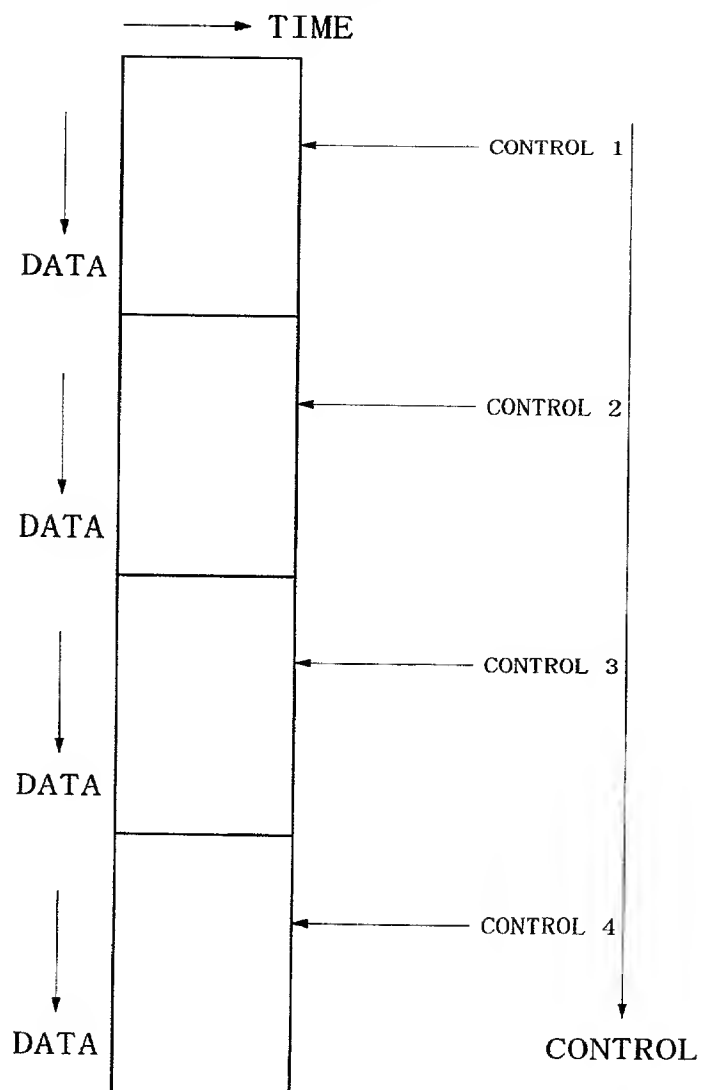 TIME
CONTROL 1
DATA
CONTROL 2
DATA
CONTROL 3
DATA
CONTROL 4
DATA
CONTROL